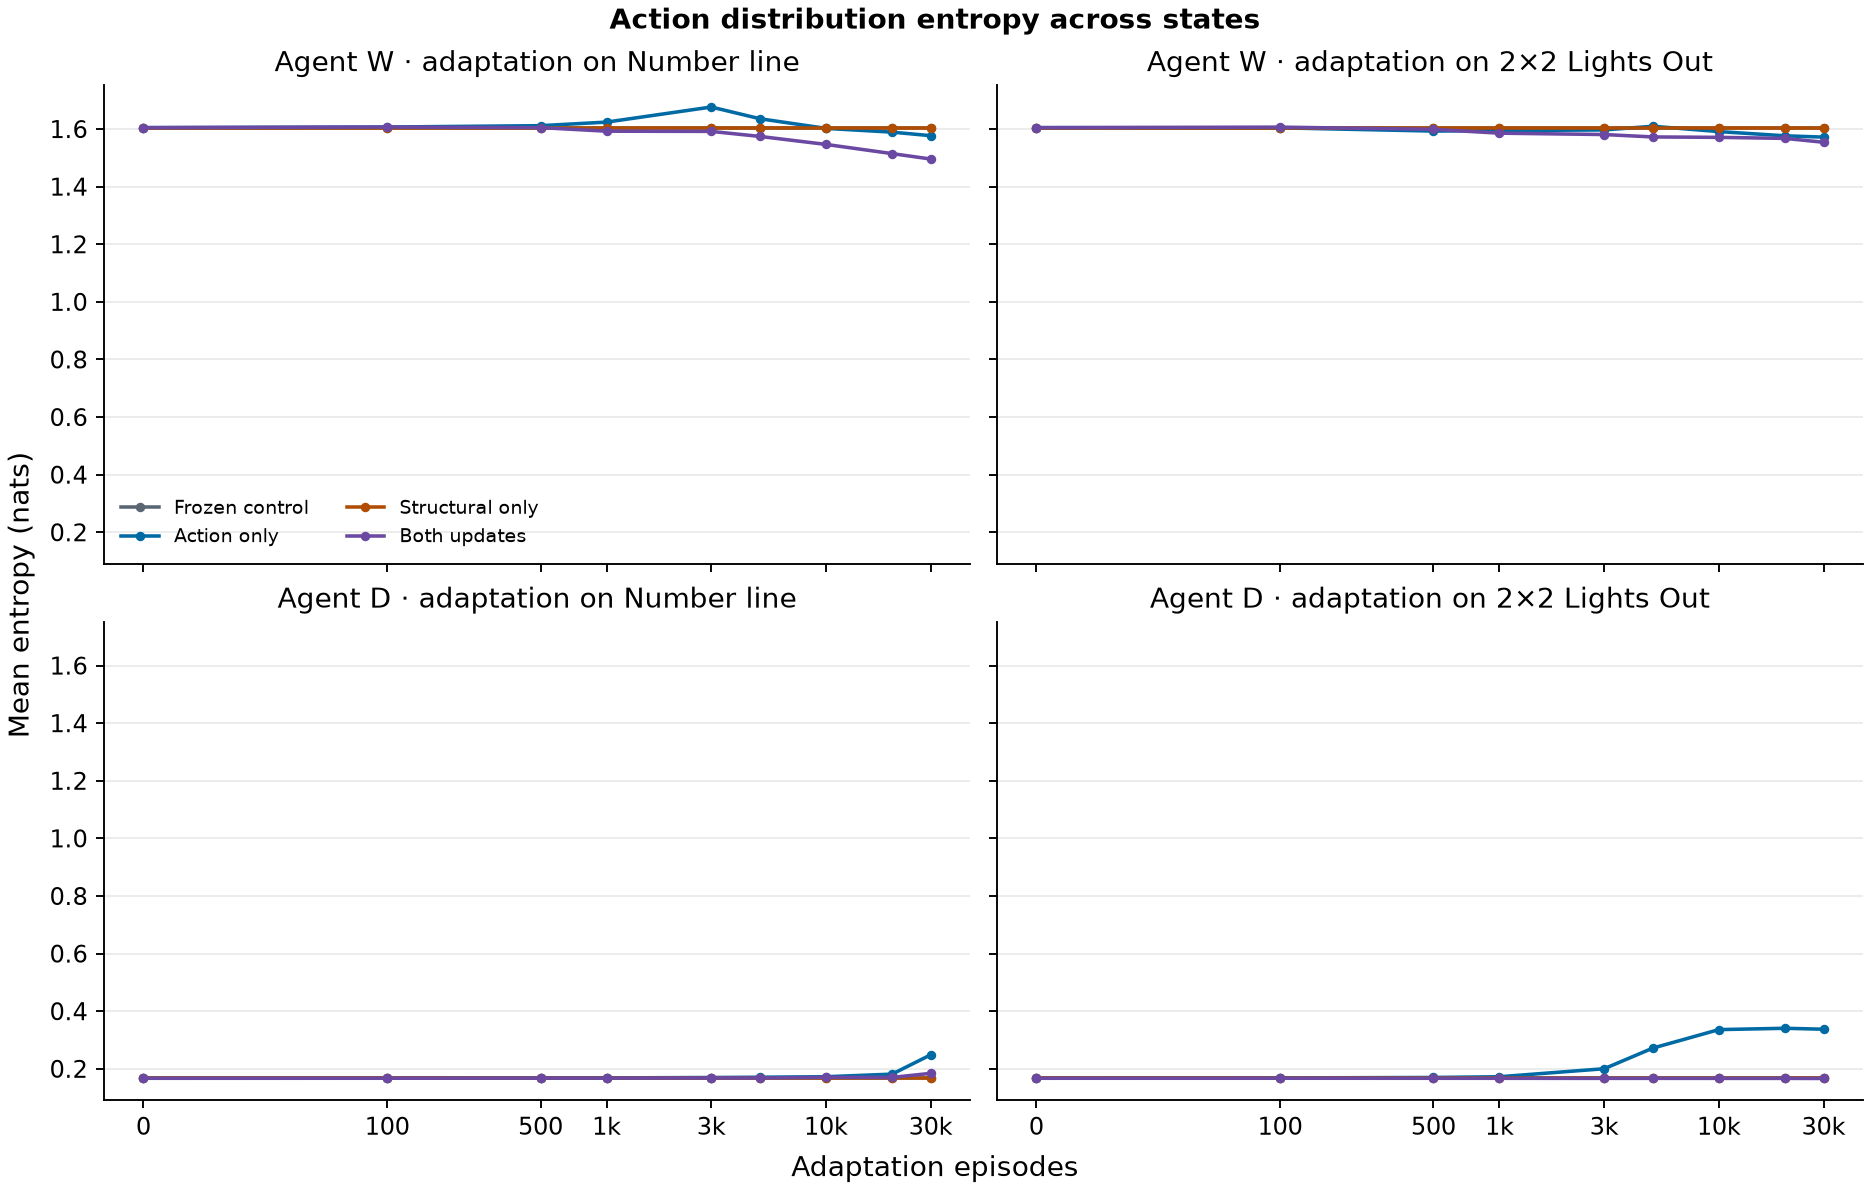 Action distribution entropy across states
Agent W · adaptation on Number line
Agent W · adaptation on 2×2 Lights Out
1.6
1.4
1.2
1.0
0.8
0.6
0.4
0.2
Frozen control
Action only
Structural only
Both updates
Mean entropy (nats)
Agent D · adaptation on Number line
Agent D · adaptation on 2×2 Lights Out
1.6
1.4
1.2
1.0
0.8
0.6
0.4
0.2
0 100 500 1k 3k 10k 30k
0 100 500 1k 3k 10k 30k
Adaptation episodes